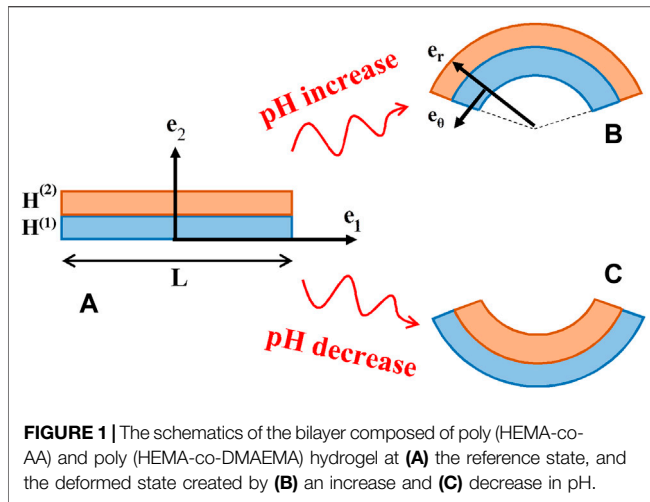 pH increase
e_r
e_θ
B
e₂
H⁽²⁾
H⁽¹⁾
e₁
L
A
C
pH decrease
FIGURE 1 | The schematics of the bilayer composed of poly (HEMA-co-
AA) and poly (HEMA-co-DMAEMA) hydrogel at (A) the reference state, and
the deformed state created by (B) an increase and (C) decrease in pH.